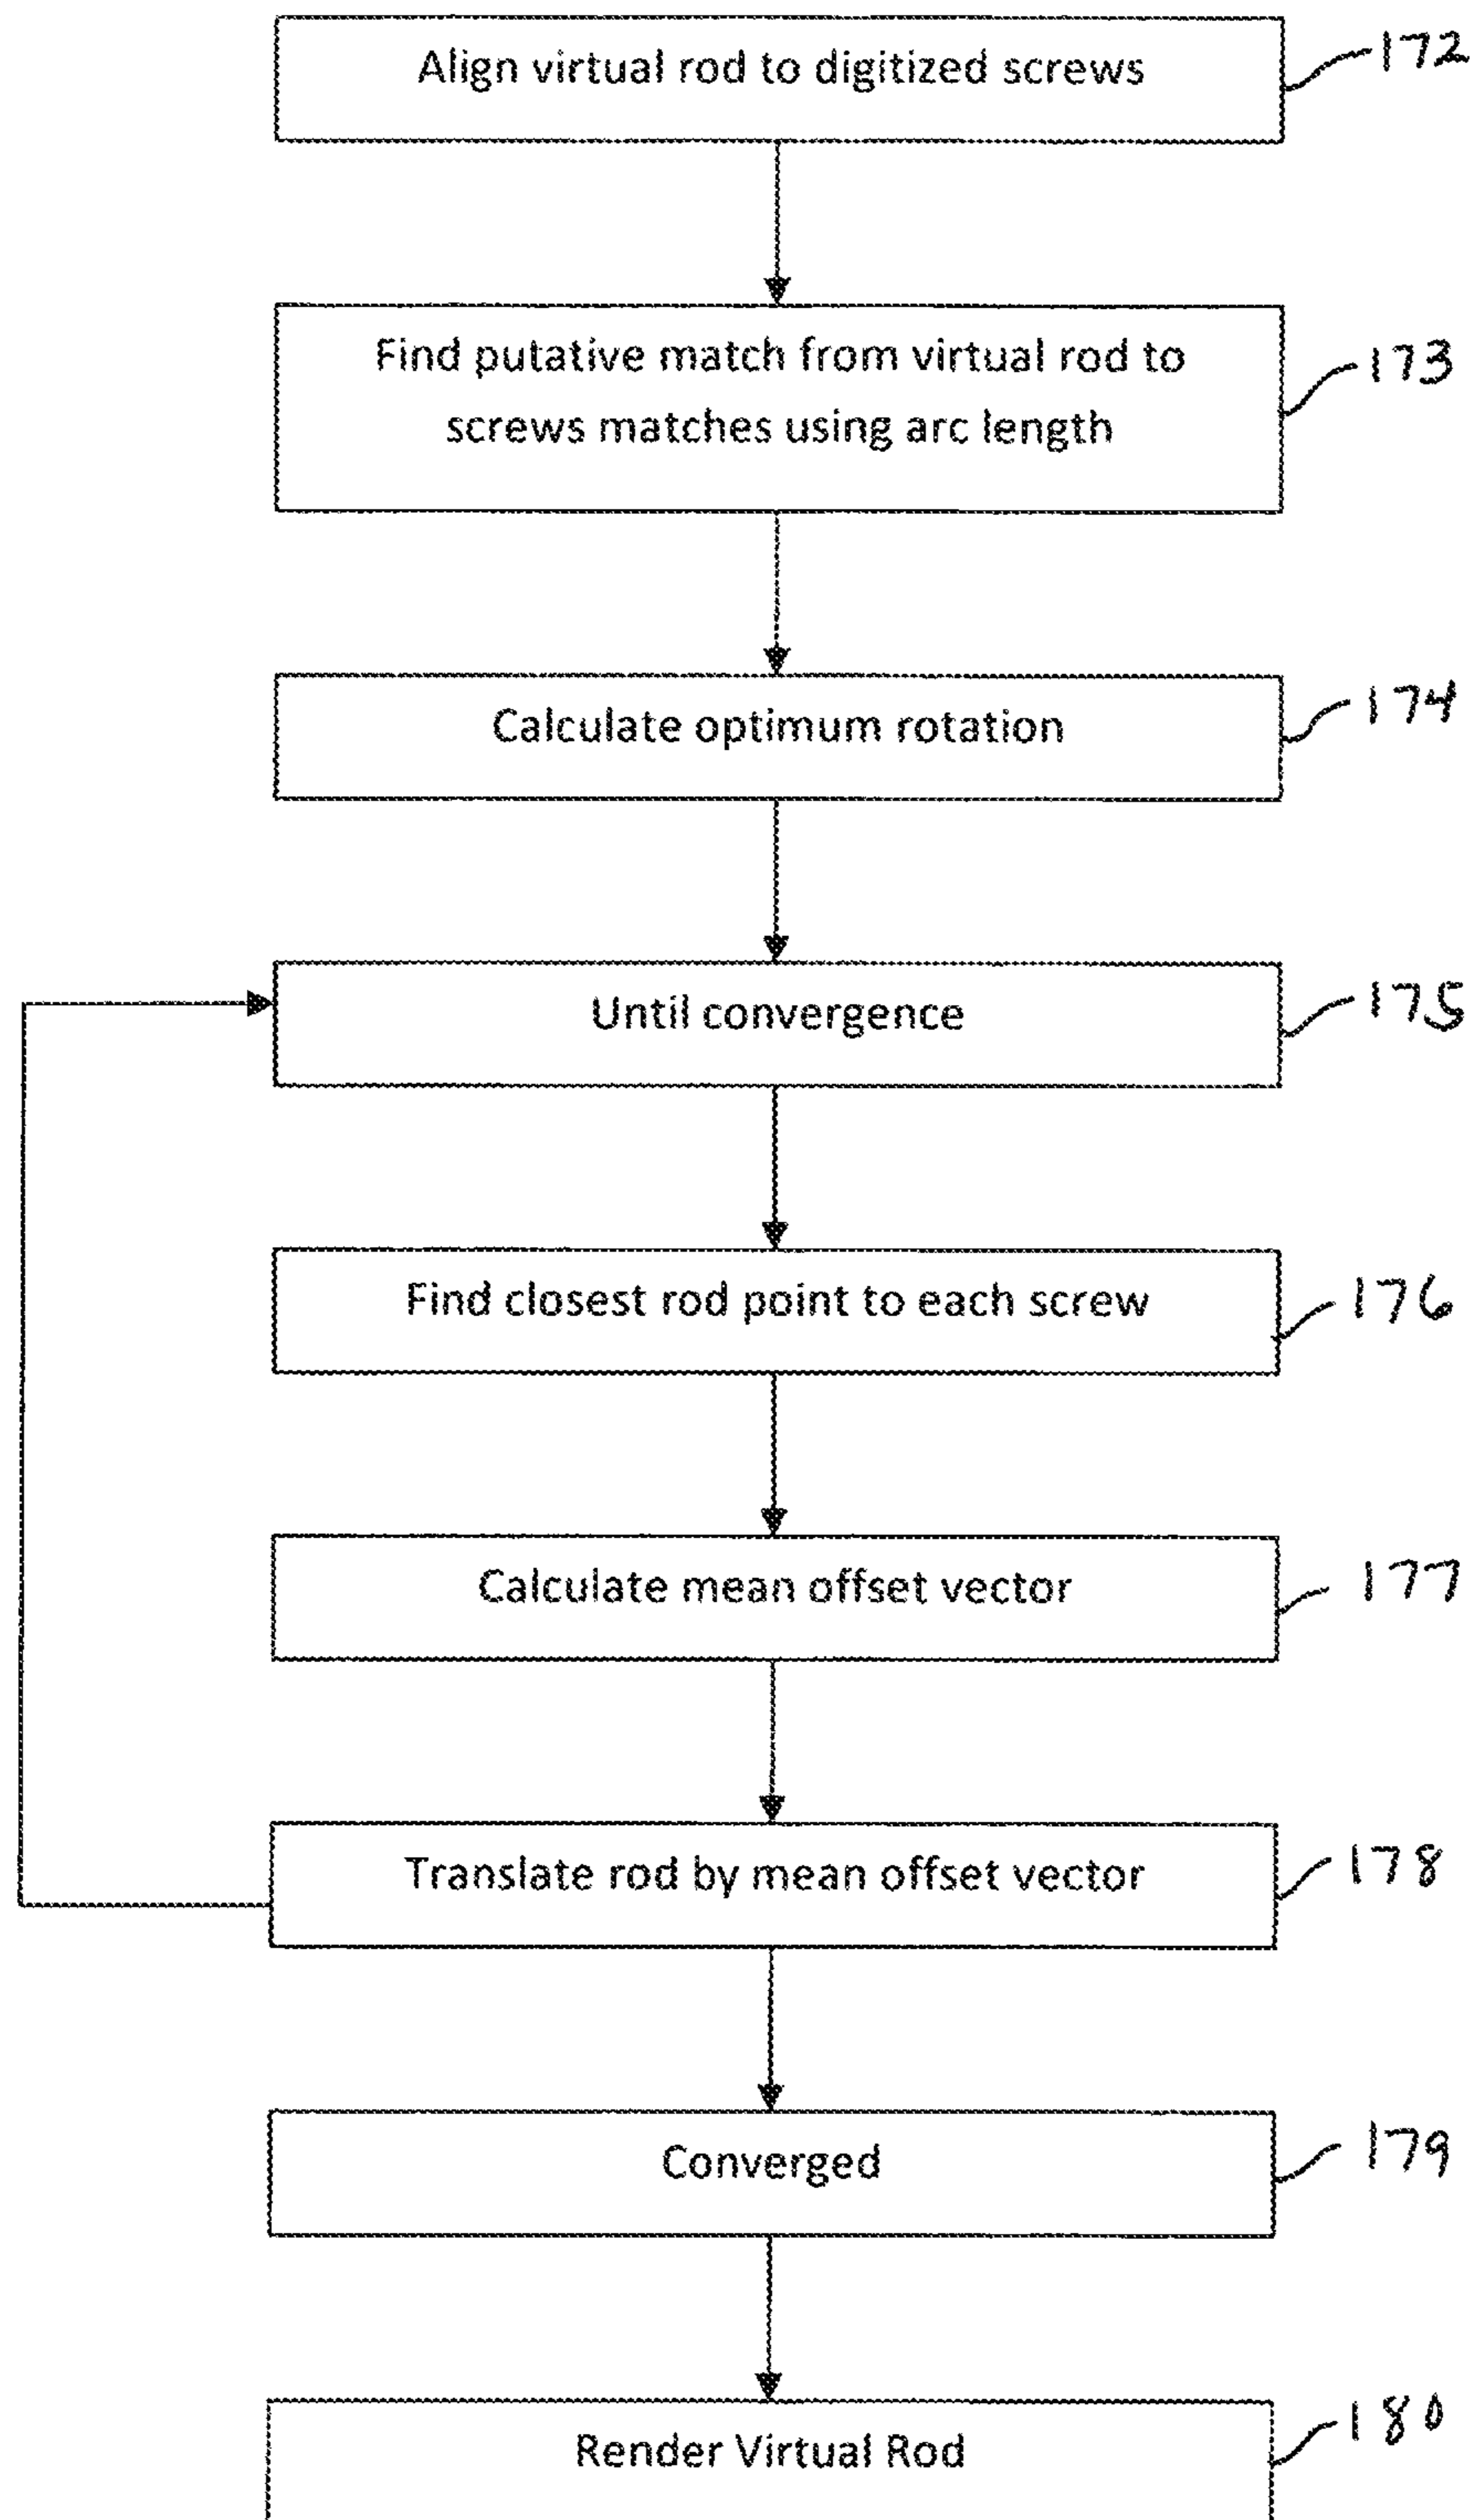 Align virtual rod to digitized screws
172
Find putative match from virtual rod to
screws matches using arc length
173
Calculate optimum rotation
174
Until convergence
175
Find closest rod point to each screw
176
Calculate mean offset vector
177
Translate rod by mean offset vector
178
Converged
179
Render Virtual Rod
180